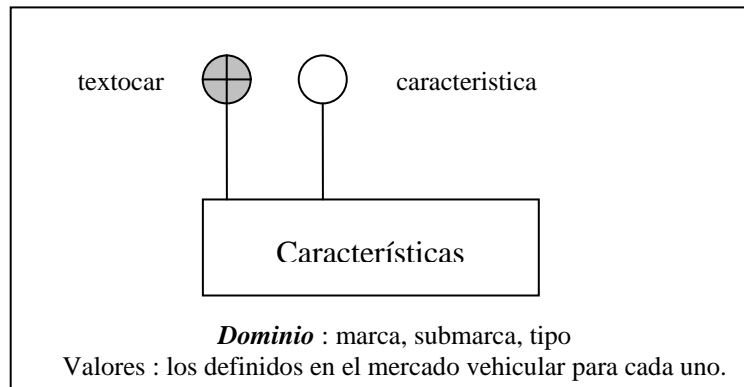 textocar caracteristica
Características
Dominio : marca, submarca, tipo
Valores : los definidos en el mercado vehicular para cada uno.